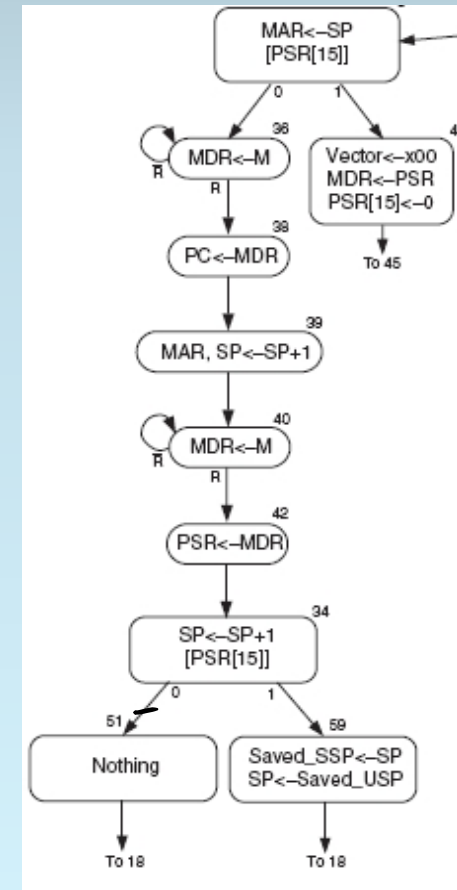 MAR<–SP
[PSR[15]]
0
1
36
MDR<–M
R̅
R
4
Vector<–x00
MDR<–PSR
PSR[15]<–0
To 45
38
PC<–MDR
39
MAR, SP<–SP+1
40
MDR<–M
R̅
R
42
PSR<–MDR
34
SP<–SP+1
[PSR[15]]
0
1
51
Nothing
To 18
59
Saved_SSP<–SP
SP<–Saved_USP
To 18